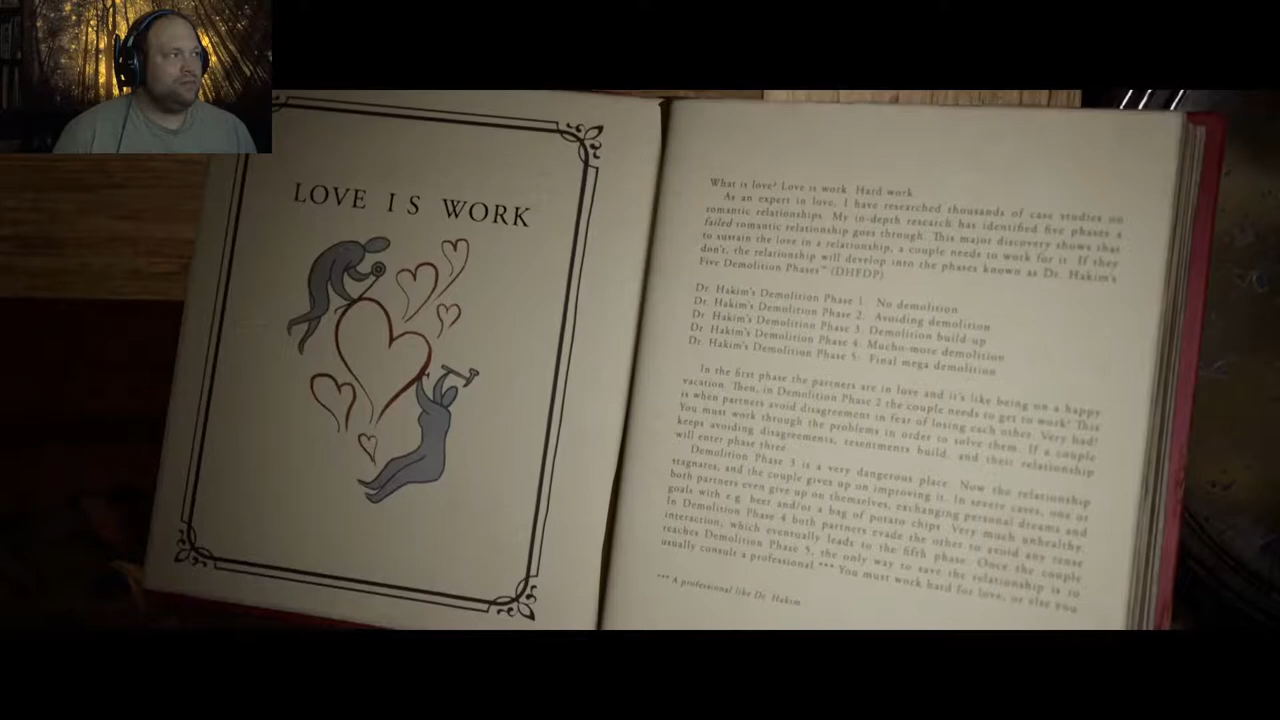 LOVE IS WORK
What is love? Love is work. Hard work.
As an expert in love, I have researched thousands of case studies on
romantic relationships. My in-depth research has identified five phases a
failed romantic relationship goes through. This major discovery shows that
to sustain the love in a relationship, a couple needs to work for it. If they
don't, the relationship will develop into the phases known as Dr. Hakim's
Five Demolition Phases™ (DHFDP)
Dr. Hakim's Demolition Phase 1: No demolition
Dr. Hakim's Demolition Phase 2: Avoiding demolition
Dr. Hakim's Demolition Phase 3: Demolition build-up
Dr. Hakim's Demolition Phase 4: Mucho-more demolition
Dr. Hakim's Demolition Phase 5: Final mega demolition
In the first phase the partners are in love and it's like being on a happy
vacation. Then, in Demolition Phase 2 the couple needs to get to work! This
is when partners avoid disagreement in fear of losing each other. Very bad!
You must work through the problems in order to solve them. If a couple
keeps avoiding disagreements, resentments build, and their relationship
will enter phase three.
Demolition Phase 3 is a very dangerous place. Now the relationship
stagnates, and the couple gives up on improving it. In severe cases, one or
both partners even give up on themselves, exchanging personal dreams and
goals with e.g. beer and/or a bag of potato chips. Very much unhealthy.
In Demolition Phase 4 both partners evade the other to avoid any tense
interaction, which eventually leads to the fifth phase. Once the couple
reaches Demolition Phase 5, the only way to save the relationship is to
usually consult a professional.*** You must work hard for love, or else you
*** A professional like Dr. Hakim